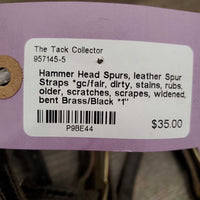 The Tack Collector
957145-5
Hammer Head Spurs, leather Spur
Straps *gc/fair, dirty, stains, rubs,
older, scratches, scrapes, widened,
bent Brass/Black *1"
$35.00
P9BE44